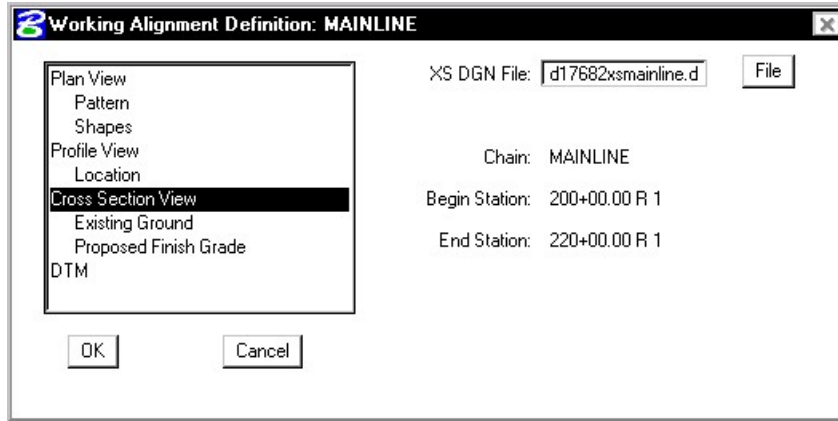 Working Alignment Definition: MAINLINE
Plan View
Pattern
Shapes
Profile View
Location
Cross Section View
Existing Ground
Proposed Finish Grade
DTM
XS DGN File: d17682xsmainline.d File
Chain: MAINLINE
Begin Station: 200+00.00 R 1
End Station: 220+00.00 R 1
OK Cancel